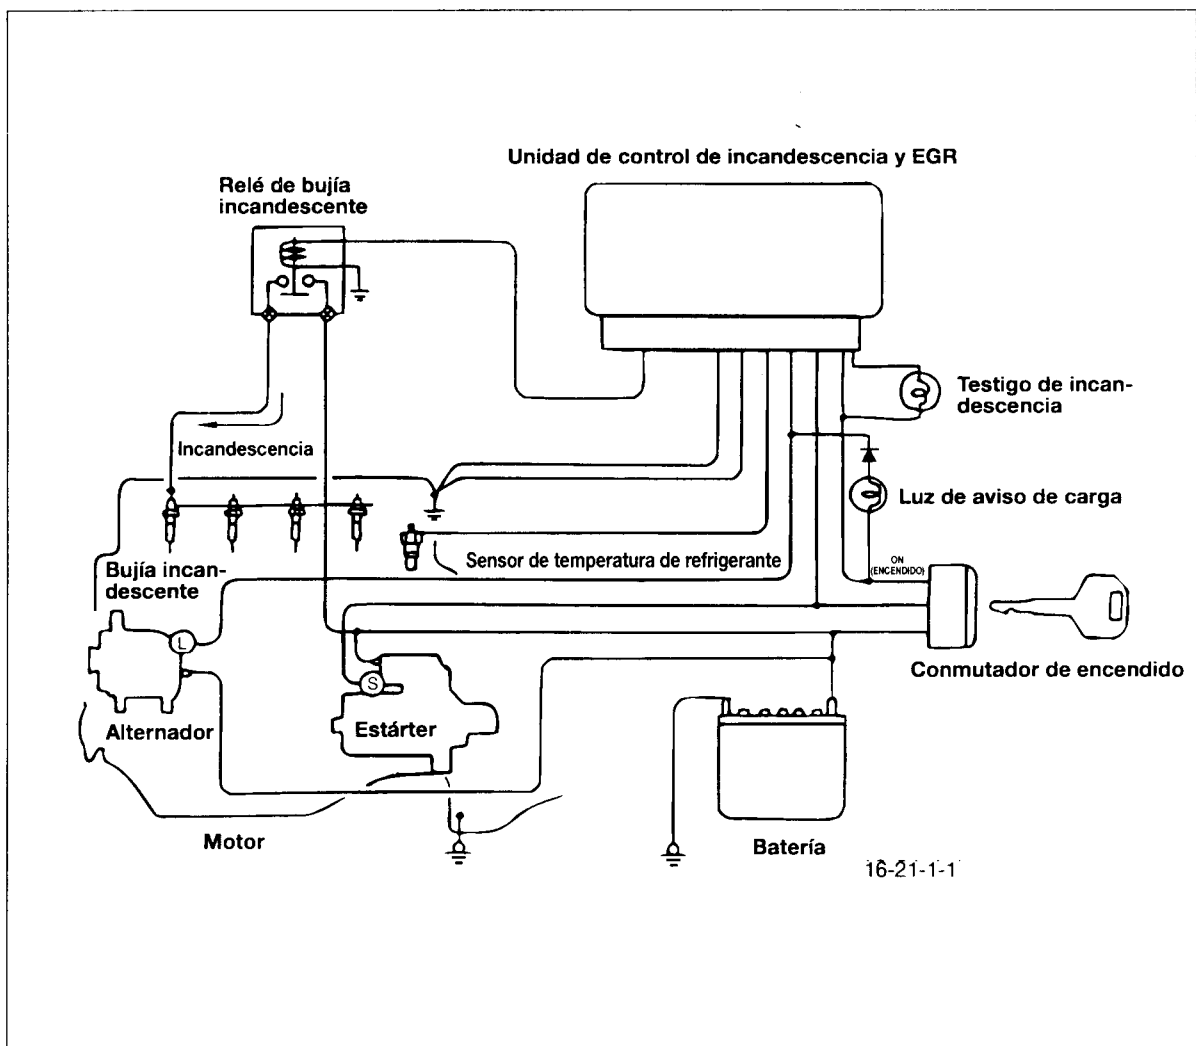 Unidad de control de incandescencia y EGR
Relé de bujía
incandescente
Testigo de incan-
descencia
Incandescencia
Luz de aviso de carga
Sensor de temperatura de refrigerante
ON
(ENCENDIDO)
Bujía incan-
descente
L
Conmutador de encendido
S
Alternador
Estárter
Motor
Batería
16-21-1-1